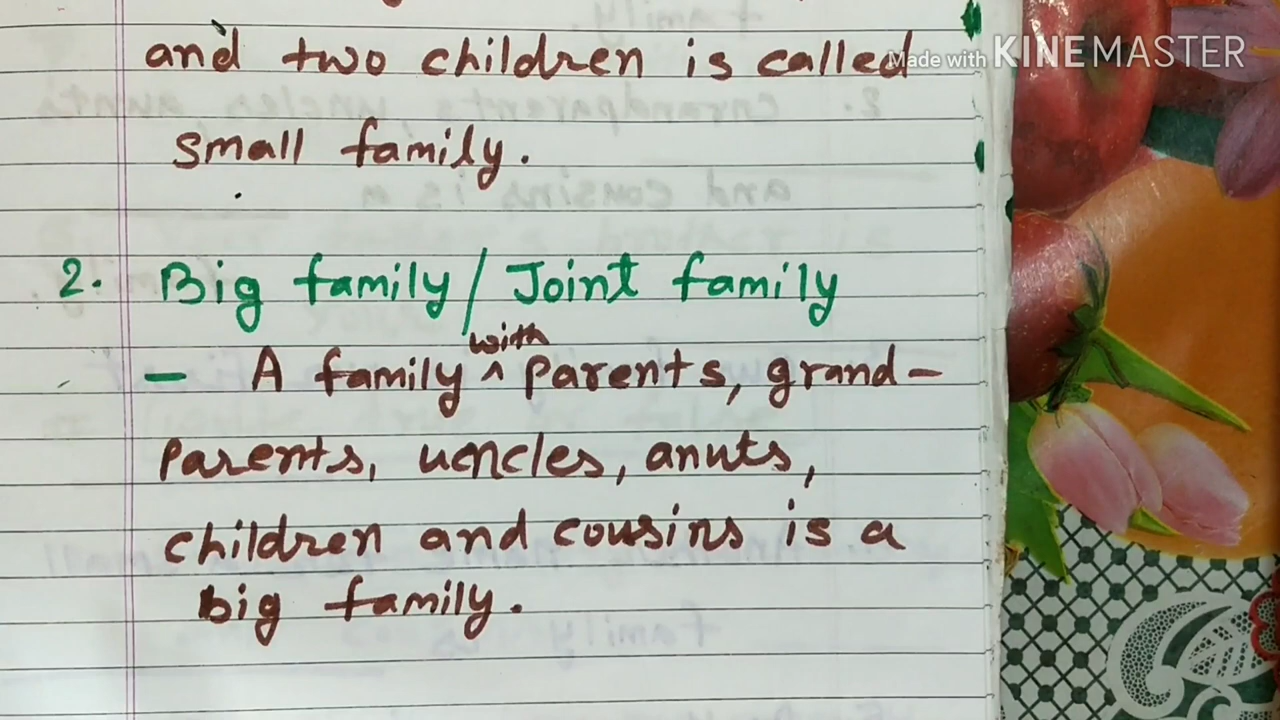 and two children is called
Made with KINEMASTER
small family.
2. Big family / Joint family
with
- A family ^ parents, grand-
parents, uncles, anuts,
children and cousins is a
big family.